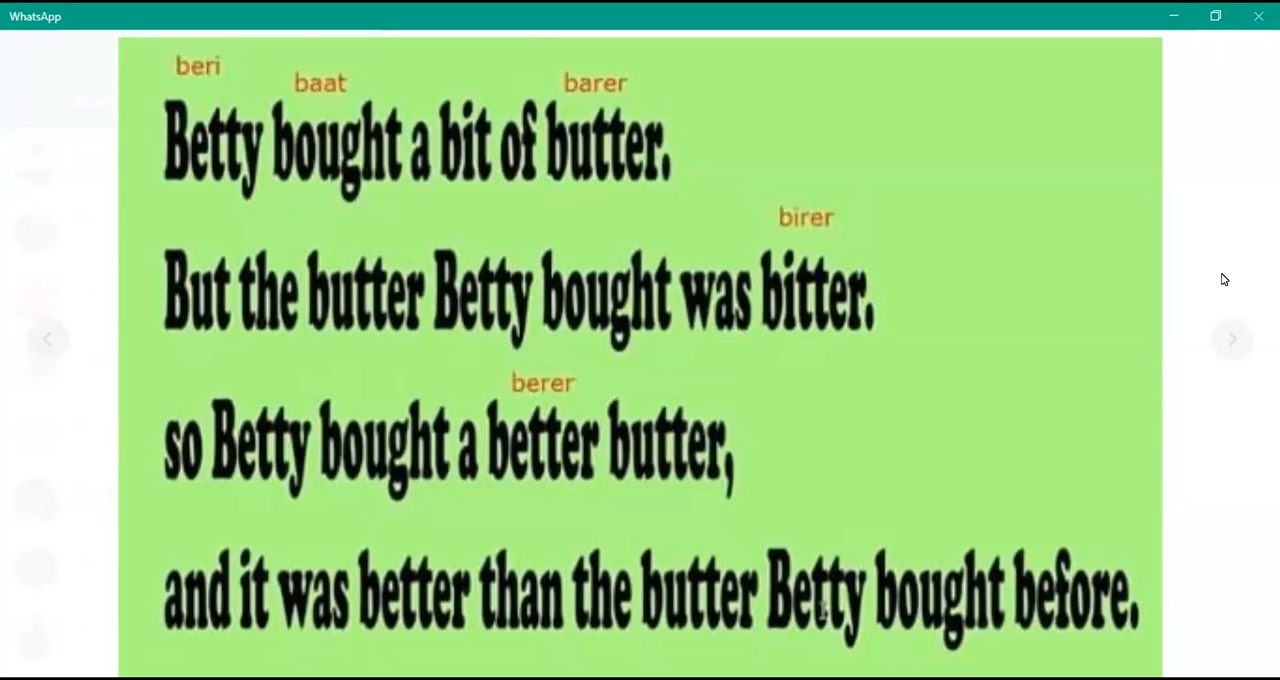 WhatsApp
beri baat barer
Betty bought a bit of butter.
birer
But the butter Betty bought was bitter.
berer
so Betty bought a better butter,
and it was better than the butter Betty bought before.